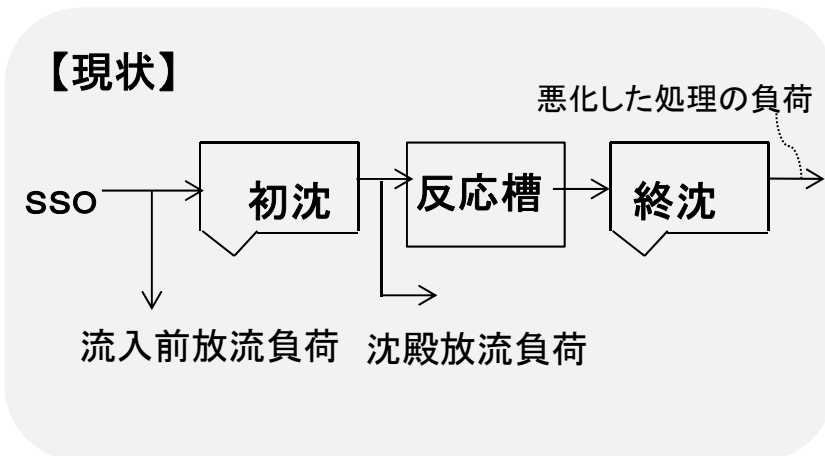 【現状】
悪化した処理の負荷
SSO
初沈
反応槽
終沈
流入前放流負荷
沈殿放流負荷